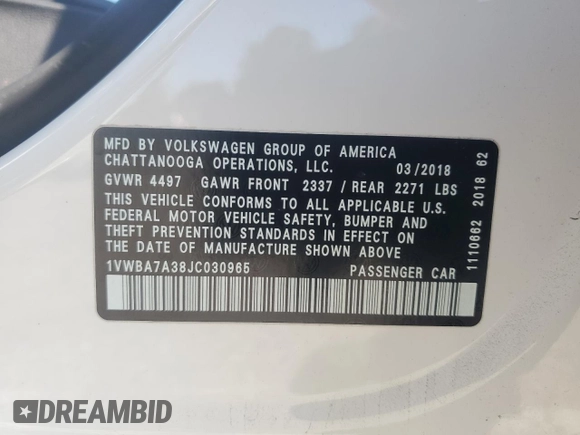 MFD BY VOLKSWAGEN GROUP OF AMERICA
CHATTANOOGA OPERATIONS, LLC. 03/2018
GVWR 4497 GAWR FRONT 2337 / REAR 2271 LBS
THIS VEHICLE CONFORMS TO ALL APPLICABLE U.S.
FEDERAL MOTOR VEHICLE SAFETY, BUMPER AND
THEFT PREVENTION STANDARDS IN EFFECT ON
THE DATE OF MANUFACTURE SHOWN ABOVE
1VWBA7A38JC030965 PASSENGER CAR
1110662 2018 62
DREAMBID